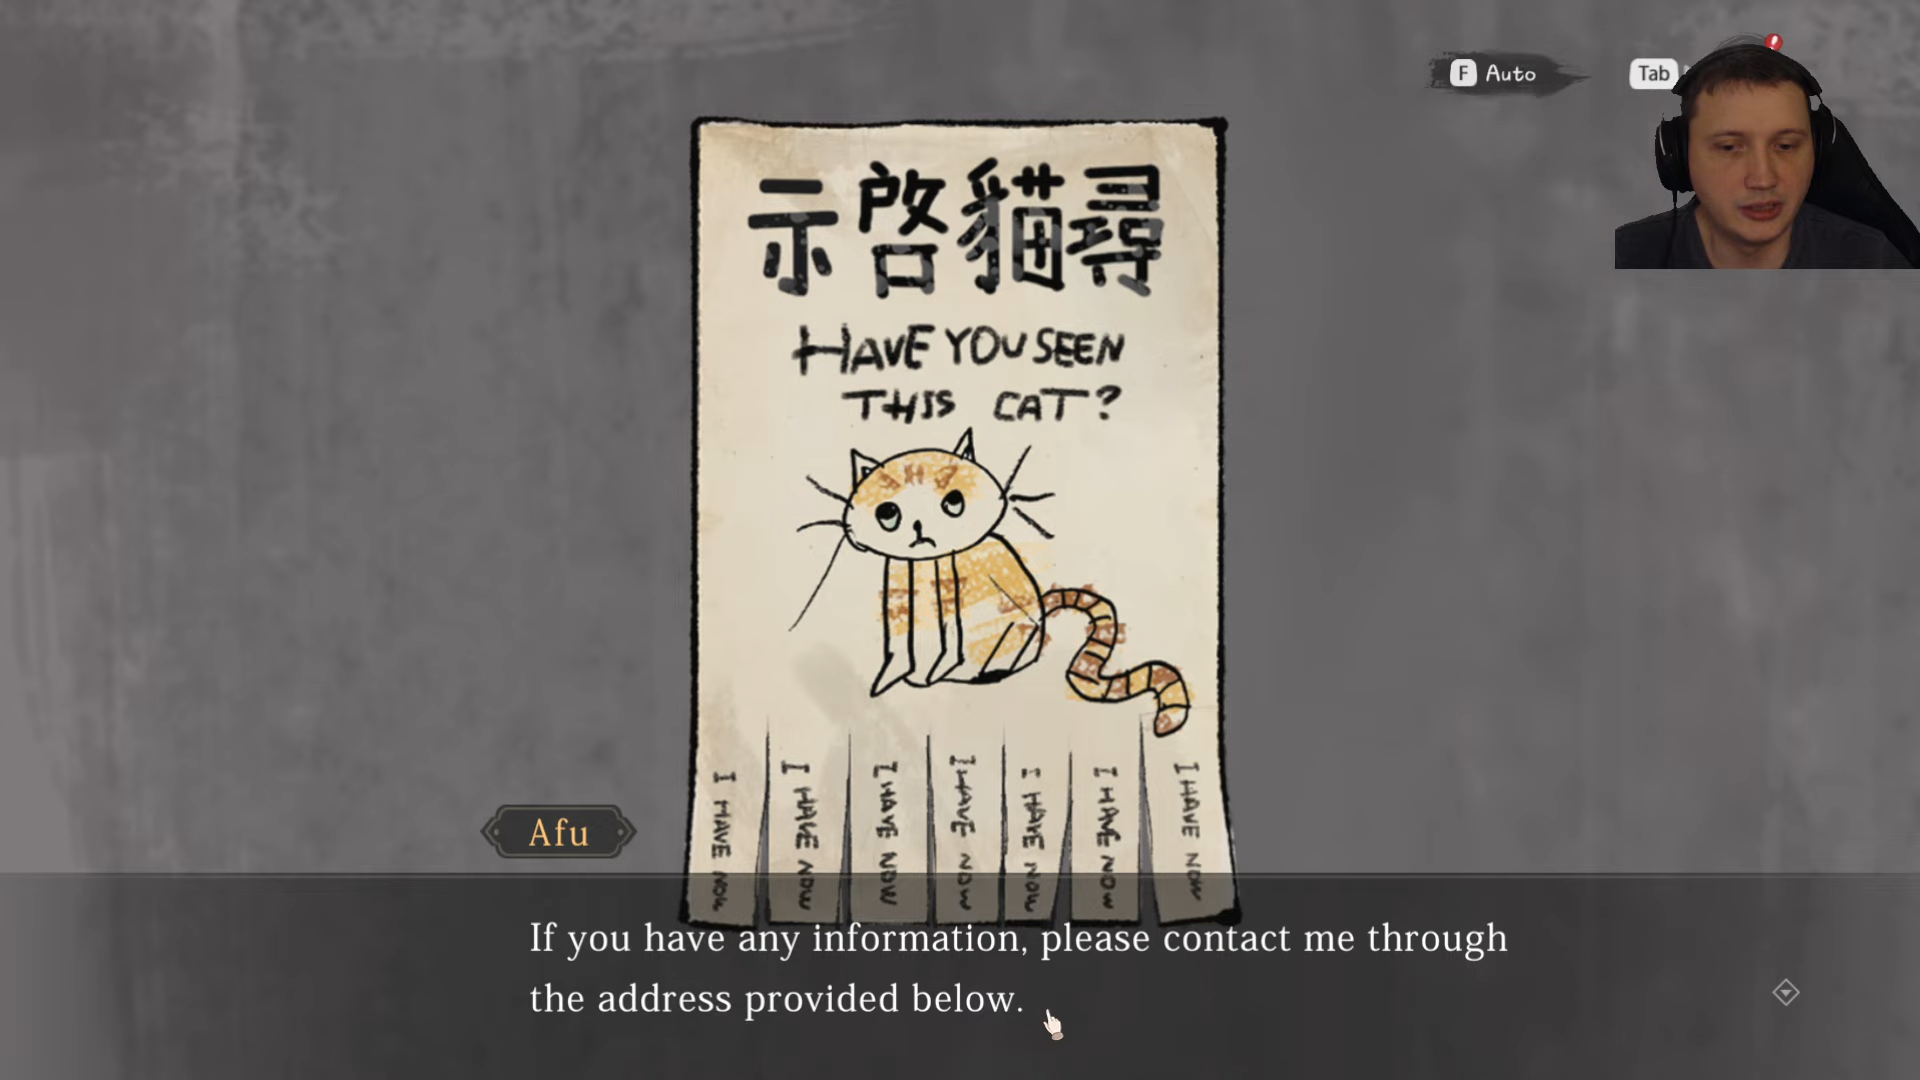 F Auto
Tab
示啓貓尋
HAVE YOU SEEN
THIS CAT?
I HAVE NOW
I HAVE NOW
I HAVE NOW
I HAVE NOW
I HAVE NOW
I HAVE NOW
I HAVE NOW
Afu
If you have any information, please contact me through
the address provided below.